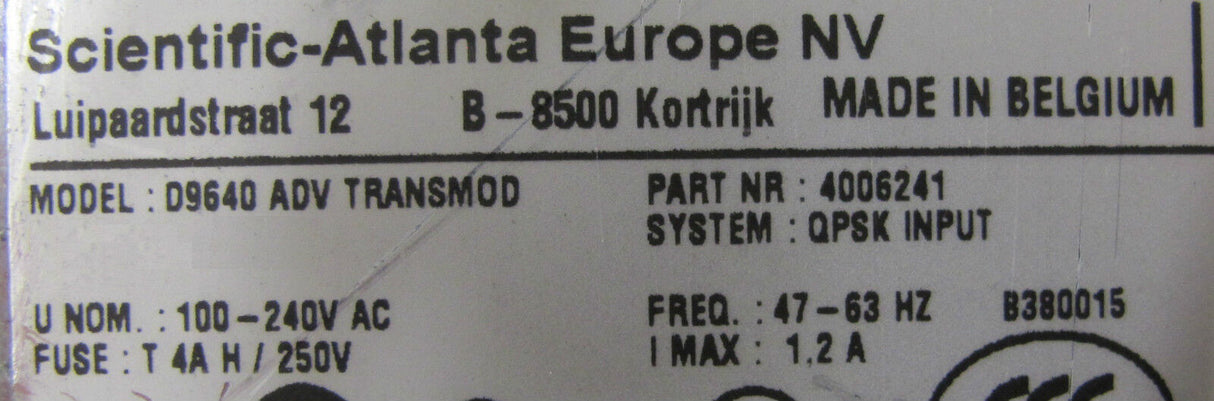 Scientific-Atlanta Europe NV
Luipaardstraat 12 B-8500 Kortrijk MADE IN BELGIUM
MODEL : D9640 ADV TRANSMOD PART NR : 4006241
SYSTEM : QPSK INPUT
U NOM. : 100-240V AC FREQ. : 47-63 HZ B380015
FUSE : T 4A H / 250V I MAX : 1,2 A